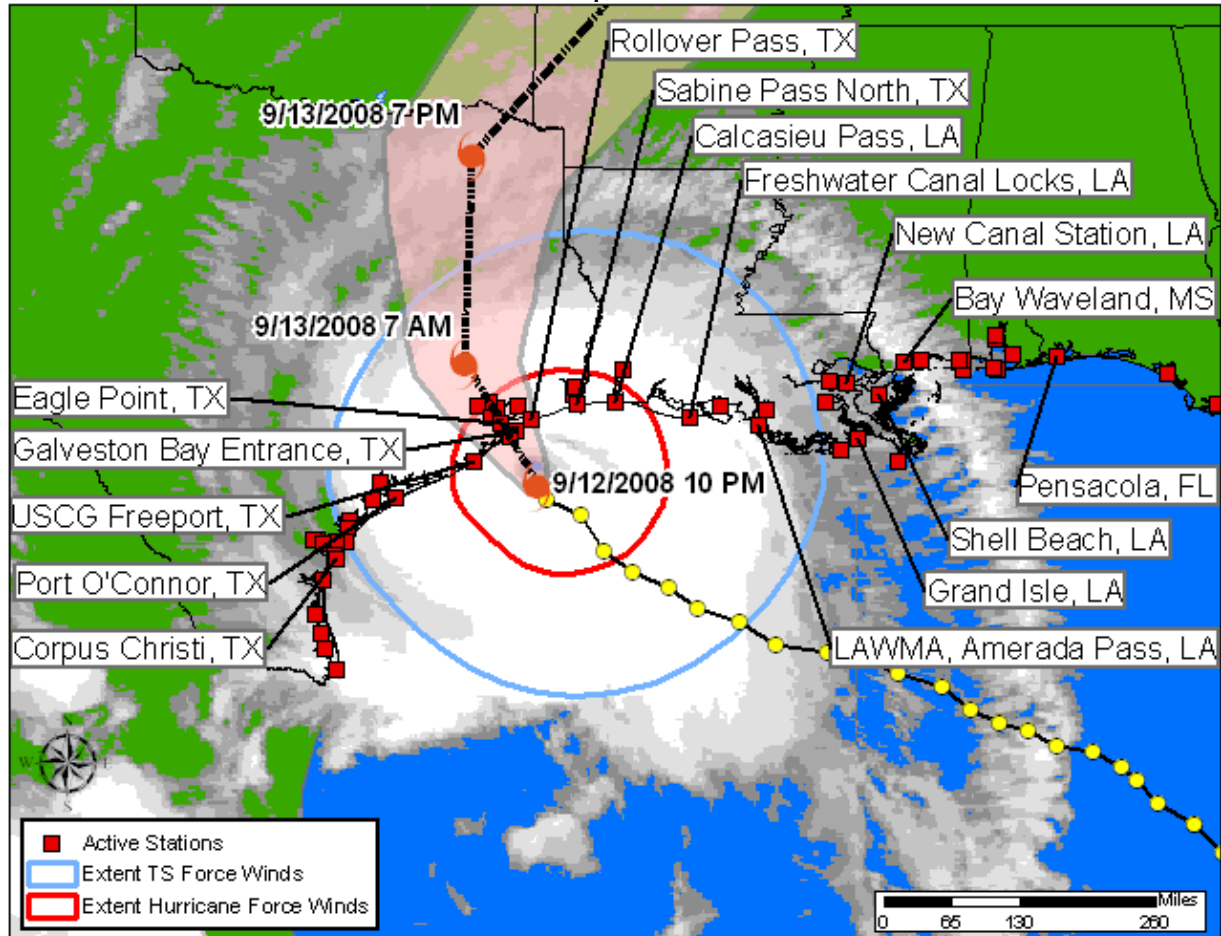 Rollover Pass, TX
Sabine Pass North, TX
9/13/2008 7 PM
Calcasieu Pass, LA
Freshwater Canal Locks, LA
New Canal Station, LA
Bay Waveland, MS
9/13/2008 7 AM
Eagle Point, TX
Galveston Bay Entrance, TX
9/12/2008 10 PM
Pensacola, FL
USCG Freeport, TX
Shell Beach, LA
Port O'Connor, TX
Grand Isle, LA
Corpus Christi, TX
LAWMA, Amerada Pass, LA
N
W E
S
Active Stations
Extent TS Force Winds
Extent Hurricane Force Winds
Miles
0 65 130 260